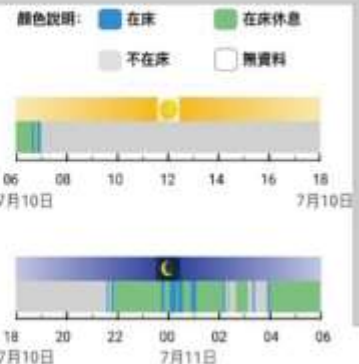 顏色說明: 在床 在床休息
不在床 無資料
06 08 10 12 14 16 18
7月10日 7月10日
18 20 22 00 02 04 06
7月10日 7月11日